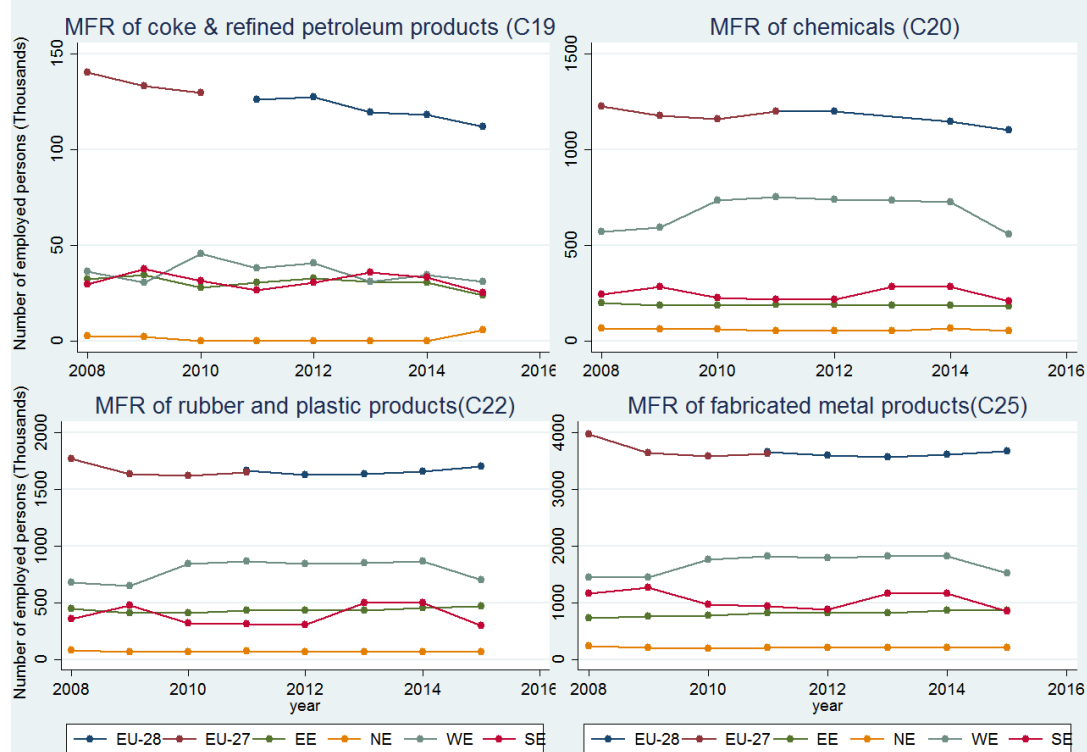 MFR of coke & refined petroleum products (C19
Number of employed persons (Thousands)
150
100
50
0
2008 2010 2012 2014 2016
MFR of chemicals (C20)
1500
1000
500
0
2008 2010 2012 2014 2016
MFR of rubber and plastic products(C22)
Number of employed persons (Thousands)
2000
1500
1000
500
0
2008 2010 2012 2014 2016
year
MFR of fabricated metal products(C25)
4000
3000
2000
1000
0
2008 2010 2012 2014 2016
year
EU-28 EU-27 EE NE WE SE
EU-28 EU-27 EE NE WE SE